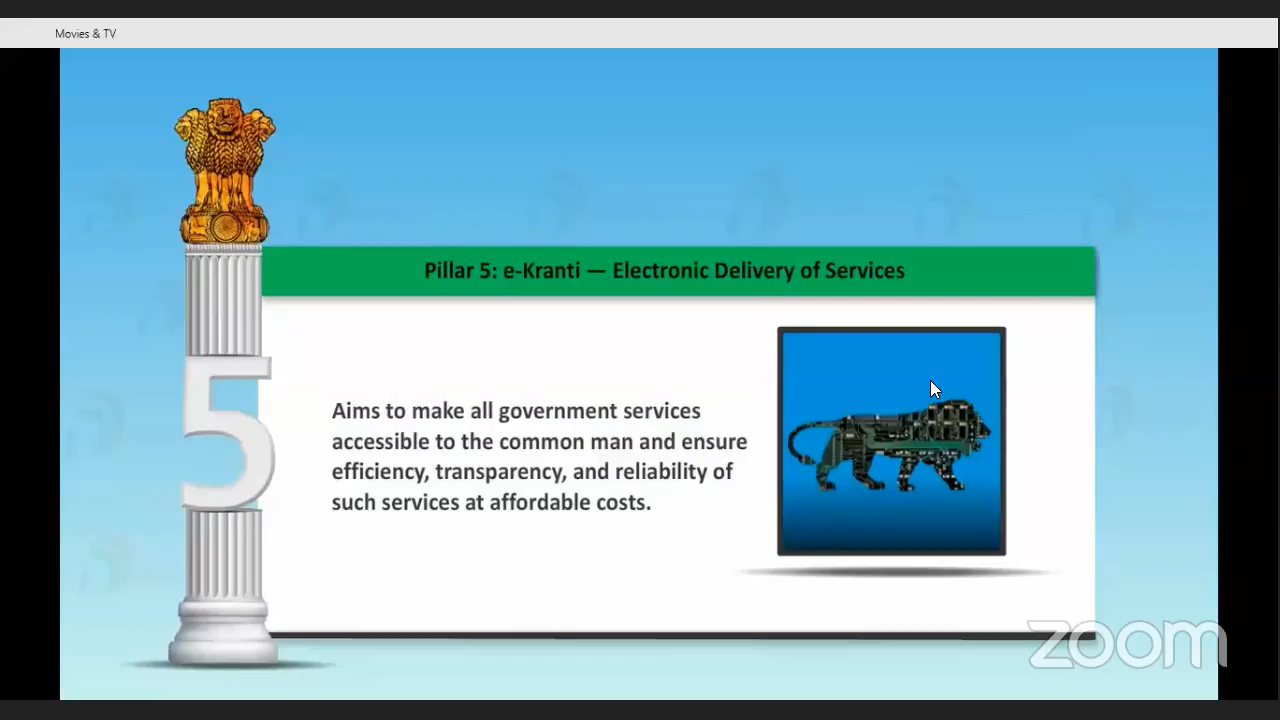 Movies & TV
Pillar 5: e-Kranti — Electronic Delivery of Services
5
Aims to make all government services
accessible to the common man and ensure
efficiency, transparency, and reliability of
such services at affordable costs.
zoom